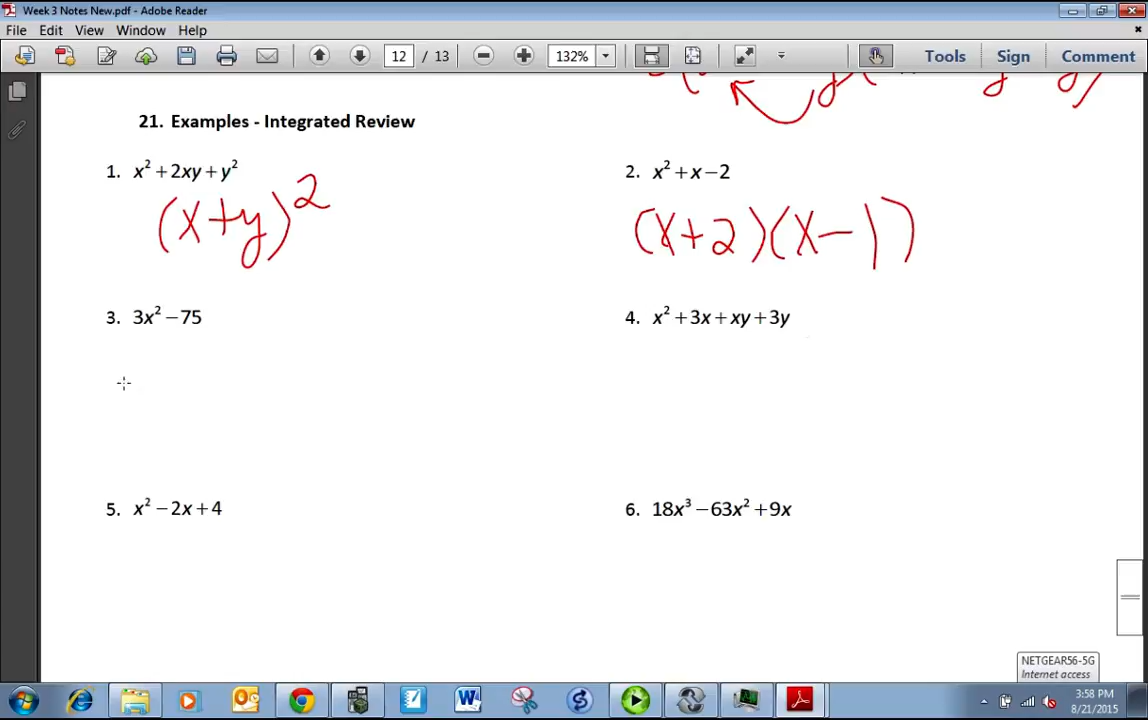 Week 3 Notes New.pdf - Adobe Reader
File Edit View Window Help
12 / 13 132% Tools Sign Comment
21. Examples - Integrated Review
1. x² + 2xy + y² 2. x² + x − 2
(x+y)² (x+2)(x−1)
3. 3x² − 75 4. x² + 3x + xy + 3y
5. x² − 2x + 4 6. 18x³ − 63x² + 9x
NETGEAR56-5G
Internet access
3:58 PM
8/21/2015